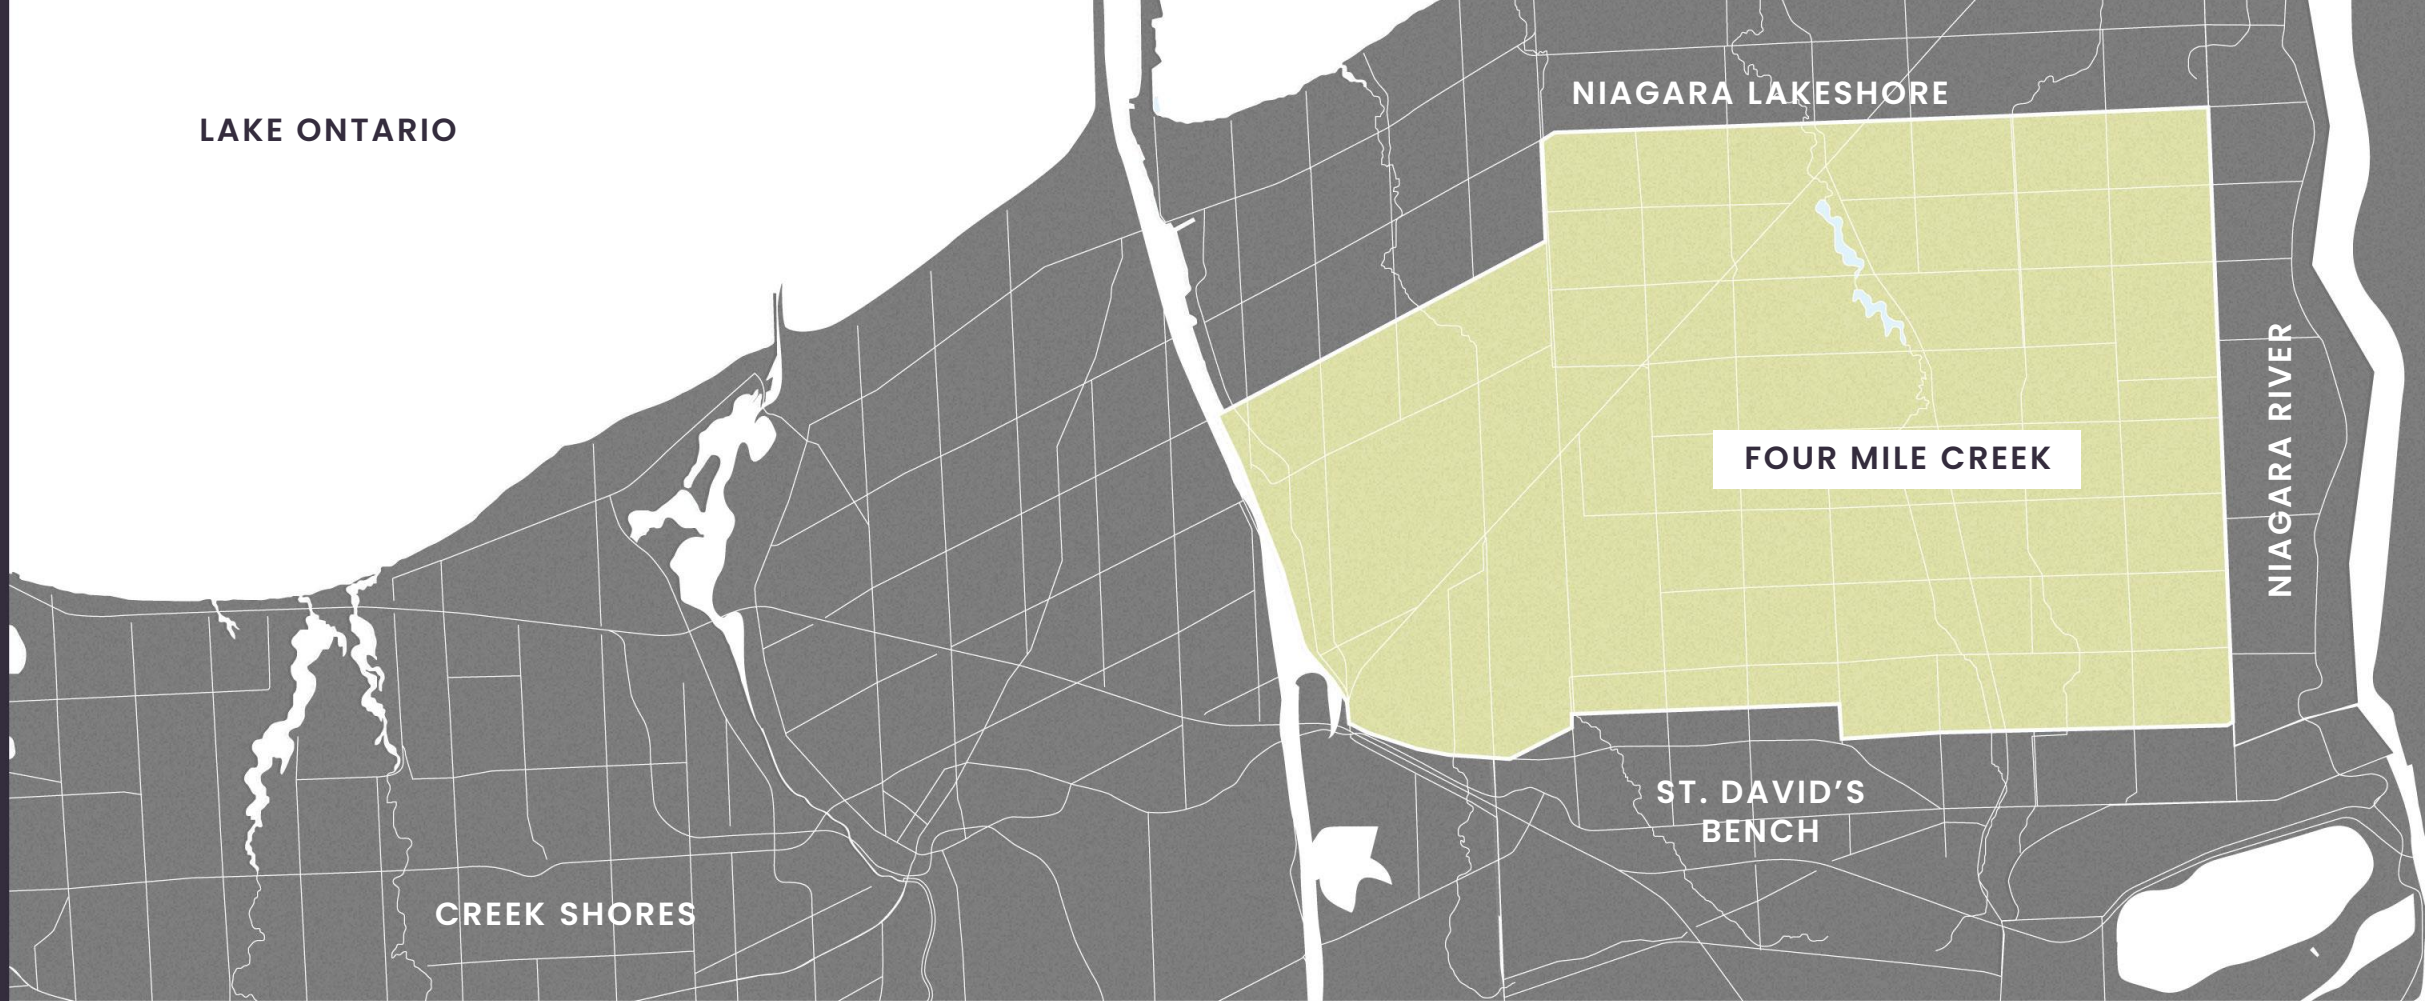 NIAGARA LAKESHORE
LAKE ONTARIO
FOUR MILE CREEK
NIAGARA RIVER
ST. DAVID’S
BENCH
CREEK SHORES